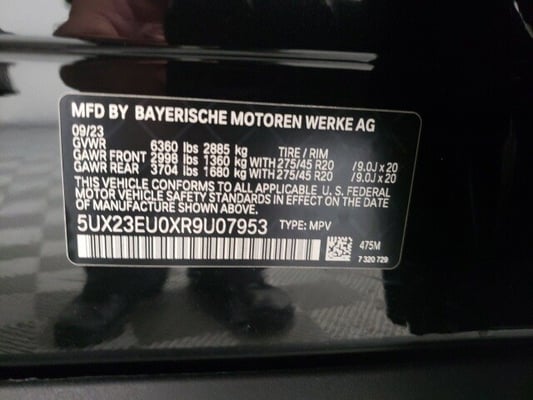 MFD BY BAYERISCHE MOTOREN WERKE AG
09/23
GVWR 6360 lbs 2885 kg TIRE / RIM
GAWR FRONT 2998 lbs 1360 kg WITH 275/45 R20 /9.0J x 20
GAWR REAR 3704 lbs 1680 kg WITH 275/45 R20 /9.0J x 20
THIS VEHICLE CONFORMS TO ALL APPLICABLE U.S. FEDERAL
MOTOR VEHICLE SAFETY STANDARDS IN EFFECT ON THE DATE
OF MANUFACTURE SHOWN ABOVE.
5UX23EU0XR9U07953 TYPE: MPV
475M
7 320 729